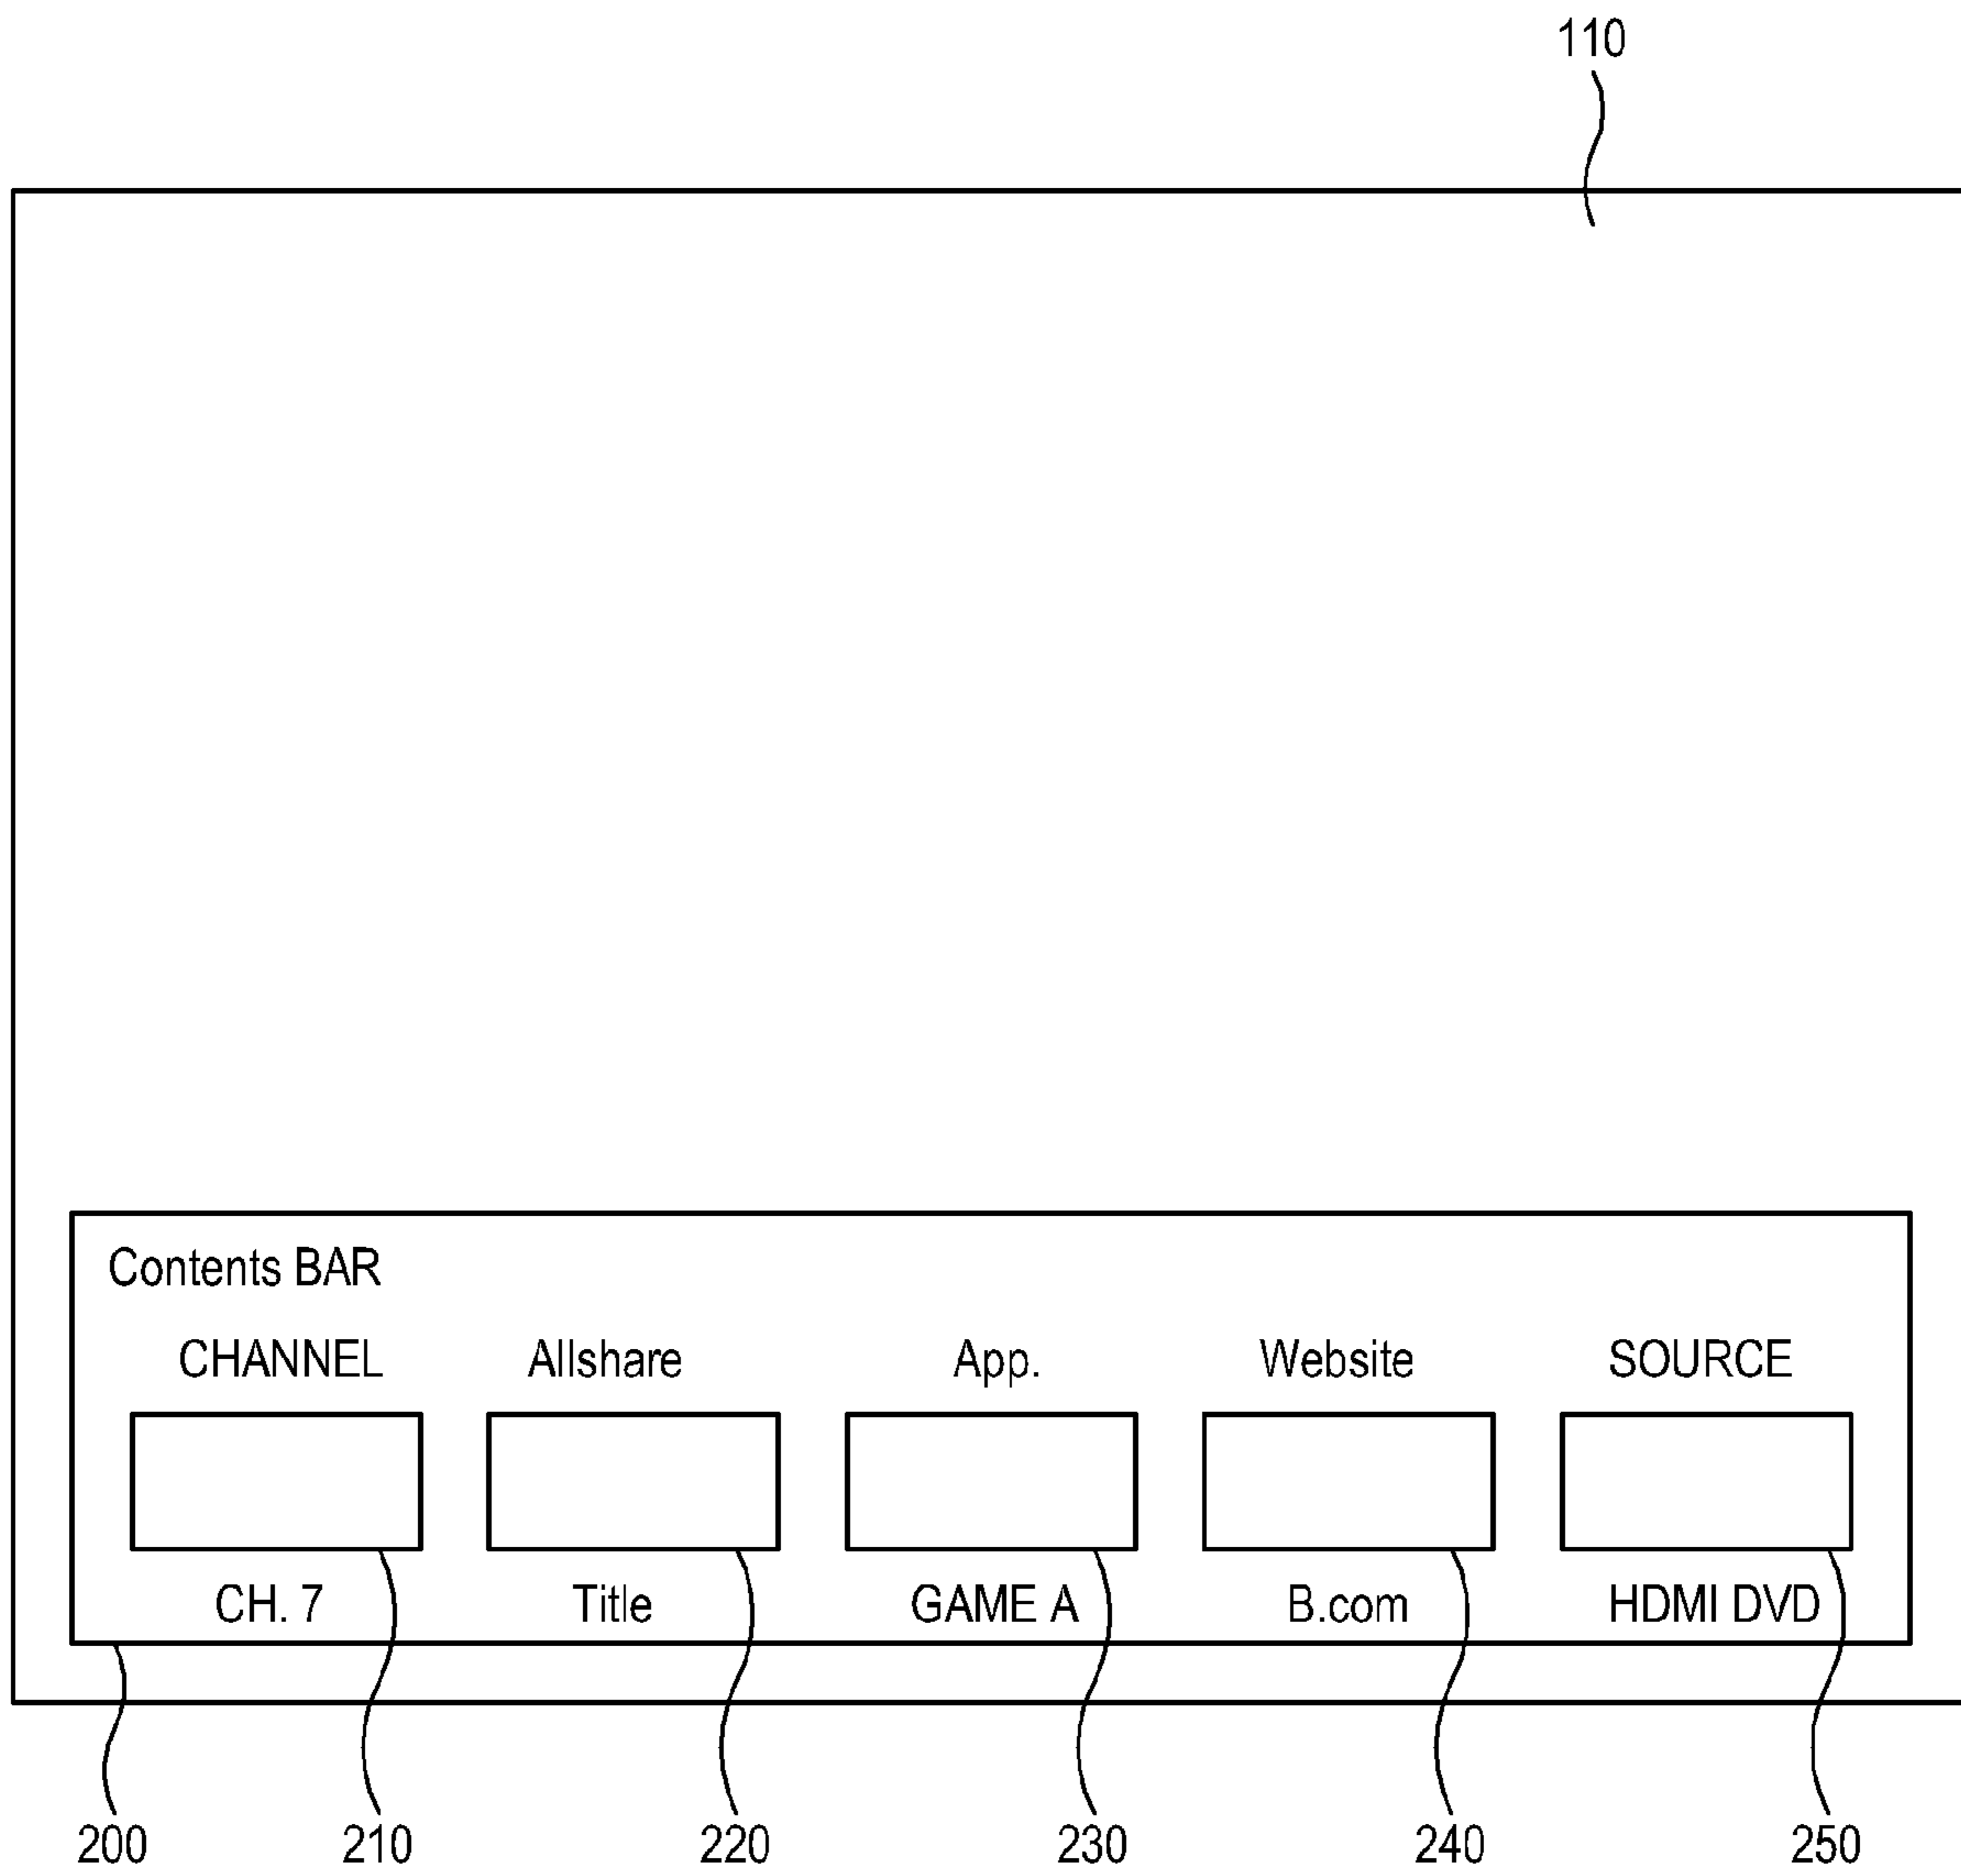 110
Contents BAR
CHANNEL Allshare App. Website SOURCE
CH. 7 Title GAME A B.com HDMI DVD
200 210 220 230 240 250